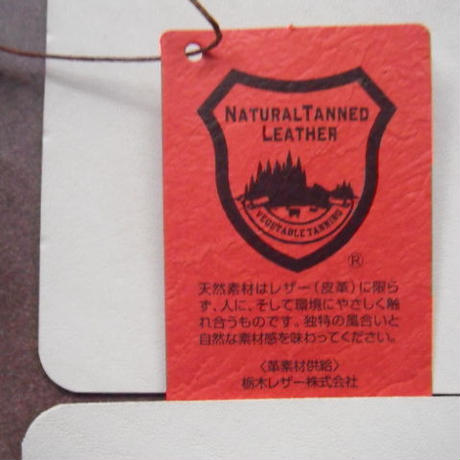 NATURALTANNED
LEATHER
VEGETABLE TANNING
®
天然素材はレザー(皮革)に限ら
ず、人に、そして環境にやさしく触
れ合うものです。独特の風合いと
自然な素材感を味わってください。
〈革素材供給〉
栃木レザー株式会社